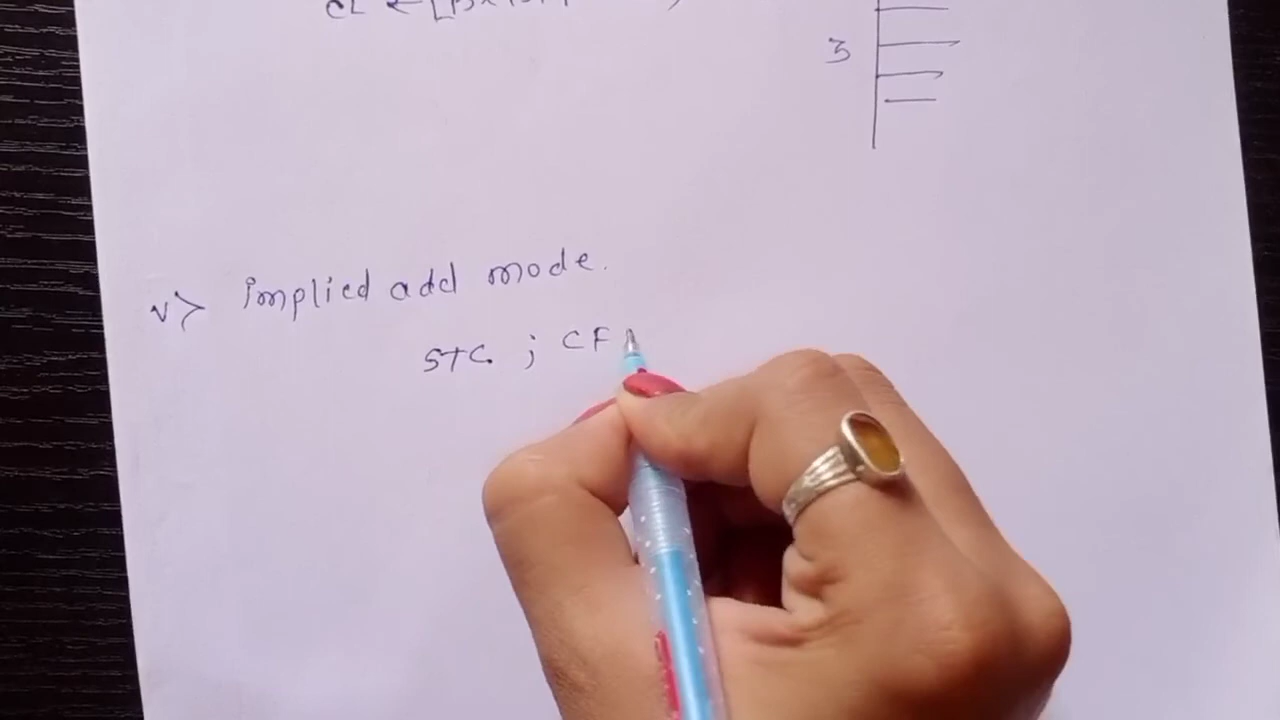 3
v> implied add mode.
STC. ; CF